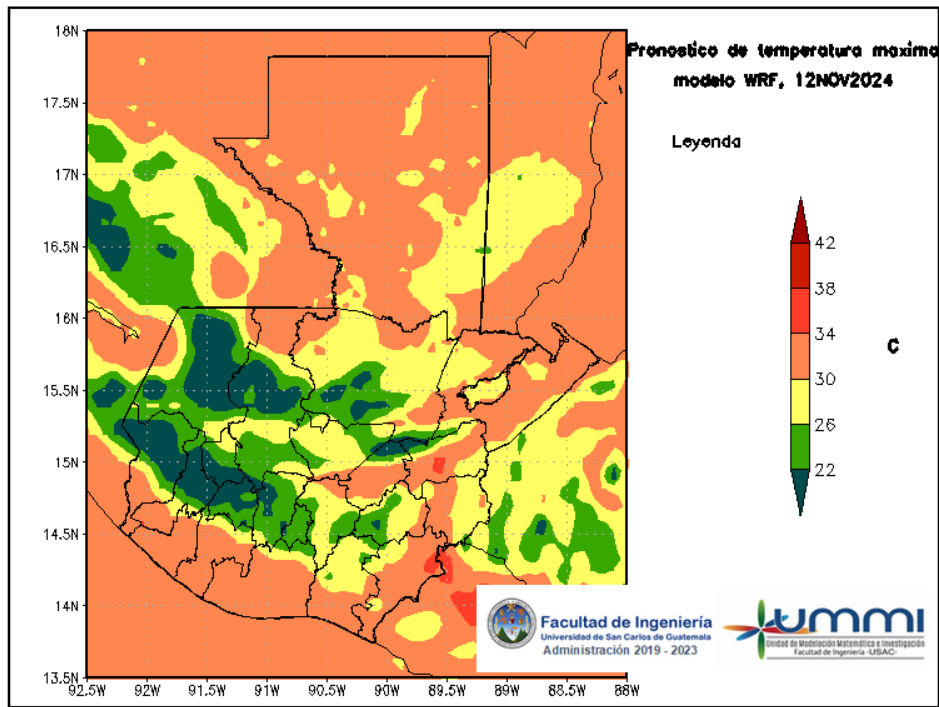 Pronostico de temperatura maxima
modelo WRF, 12NOV2024
Leyenda
42
38
34
30
26
22
C
18N
17.5N
17N
16.5N
16N
15.5N
15N
14.5N
14N
13.5N
92.5W
92W
91.5W
91W
90.5W
90W
89.5W
89W
88.5W
88W
Facultad de Ingeniería
Universidad de San Carlos de Guatemala
Administración 2019 - 2023
UMMI
Unidad de Modelación Matemática e Investigación
Facultad de Ingeniería -USAC-